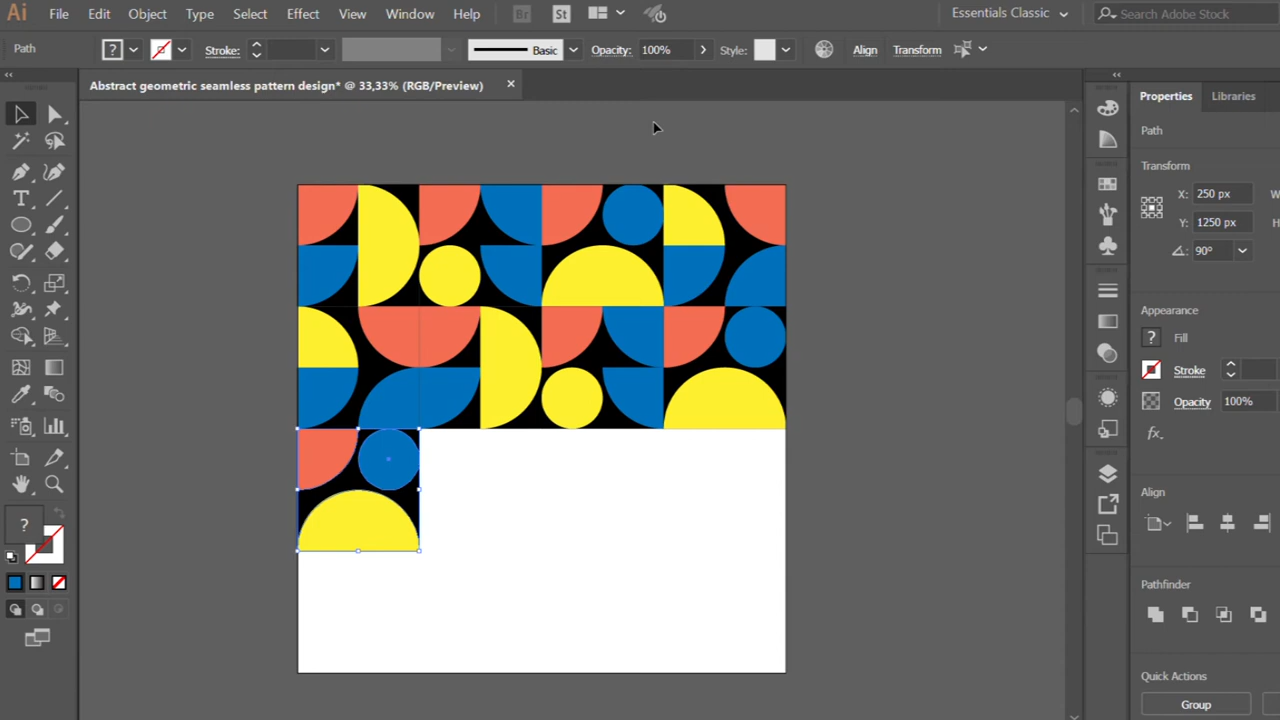 Ai File Edit Object Type Select Effect View Window Help Br St Essentials Classic Search Adobe Stock
Path ? Stroke: Basic Opacity: 100% Style: Align Transform
Abstract geometric seamless pattern design* @ 33,33% (RGB/Preview) ×
Properties Libraries
Path
Transform
X: 250 px W
Y: 1250 px H
90°
Appearance
? Fill
Stroke
Opacity 100%
fx
Align
?
Pathfinder
Quick Actions
Group